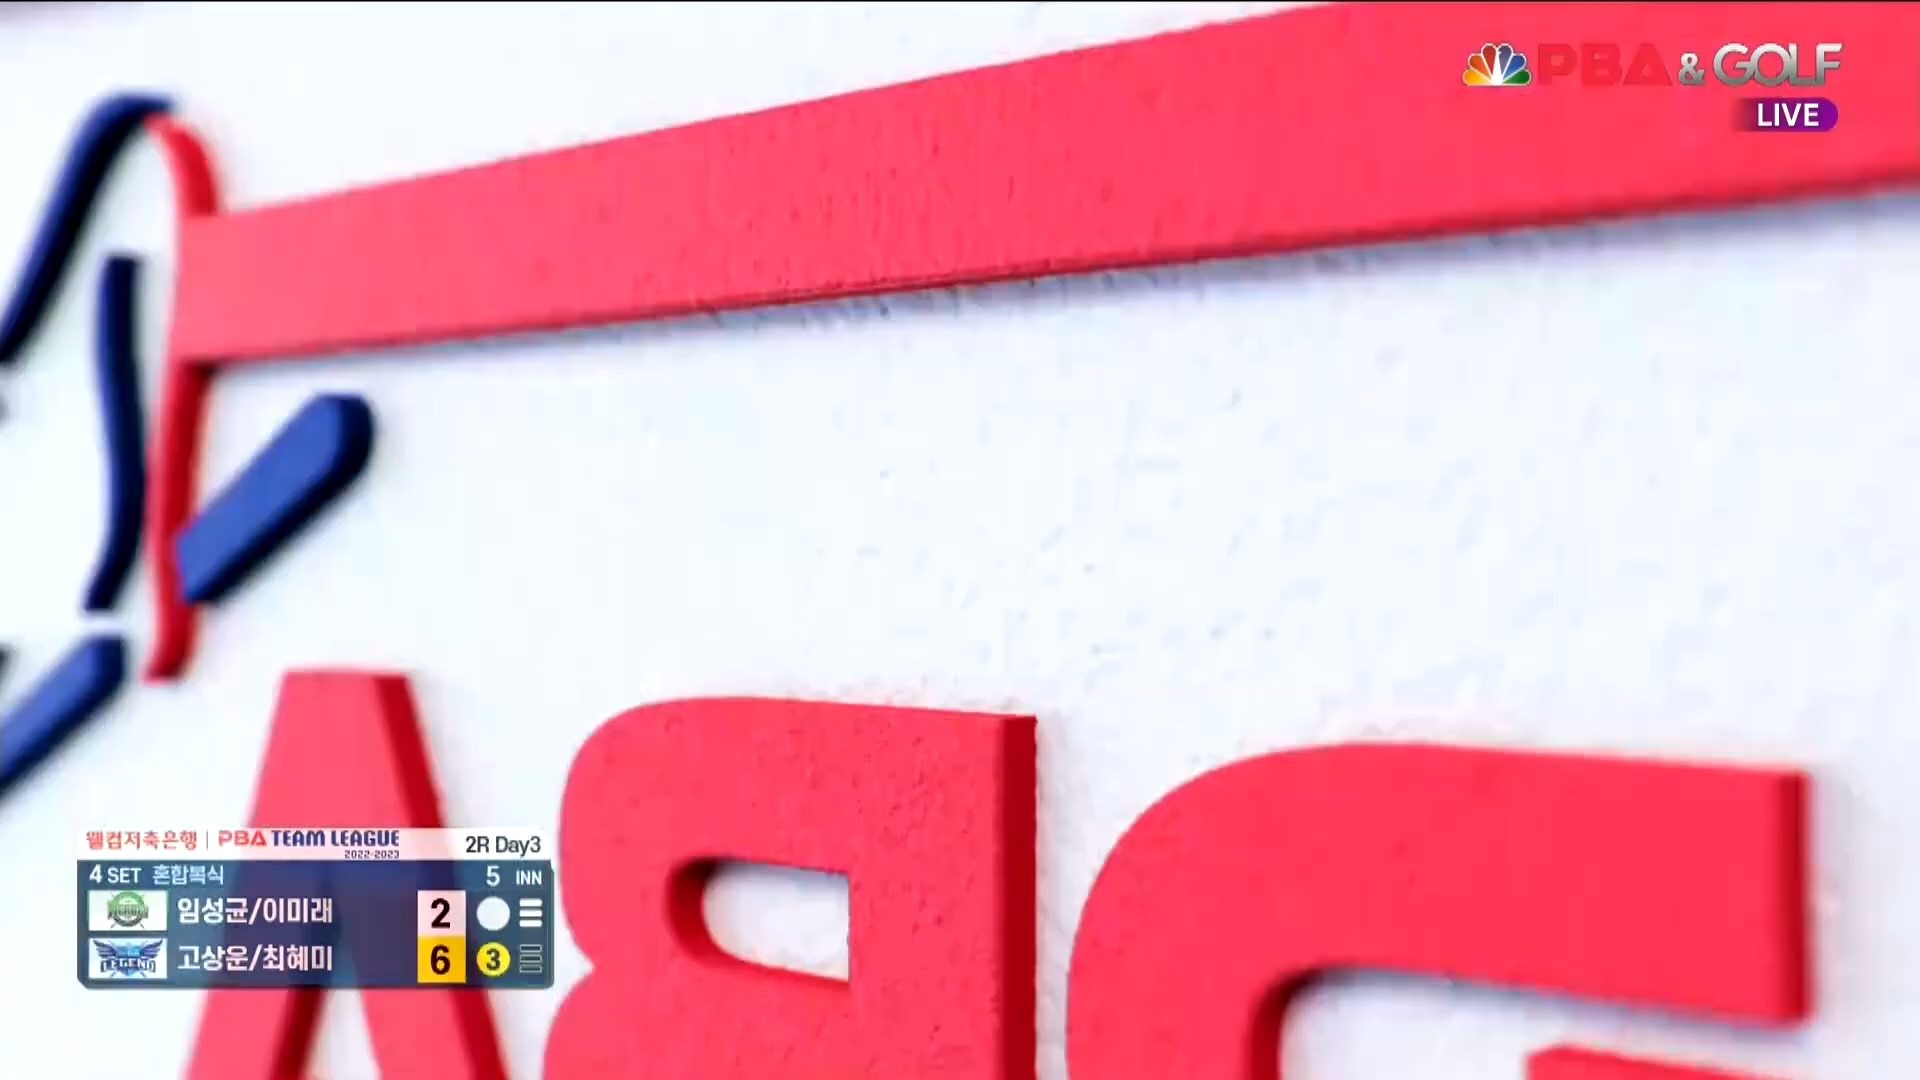 PBA & GOLF
LIVE
웰컴저축은행 | PBA TEAM LEAGUE 2022-2023 2R Day3
4 SET 혼합복식 5 INN
임성균/이미래 2
LEGEND 고상운/최혜미 6 3